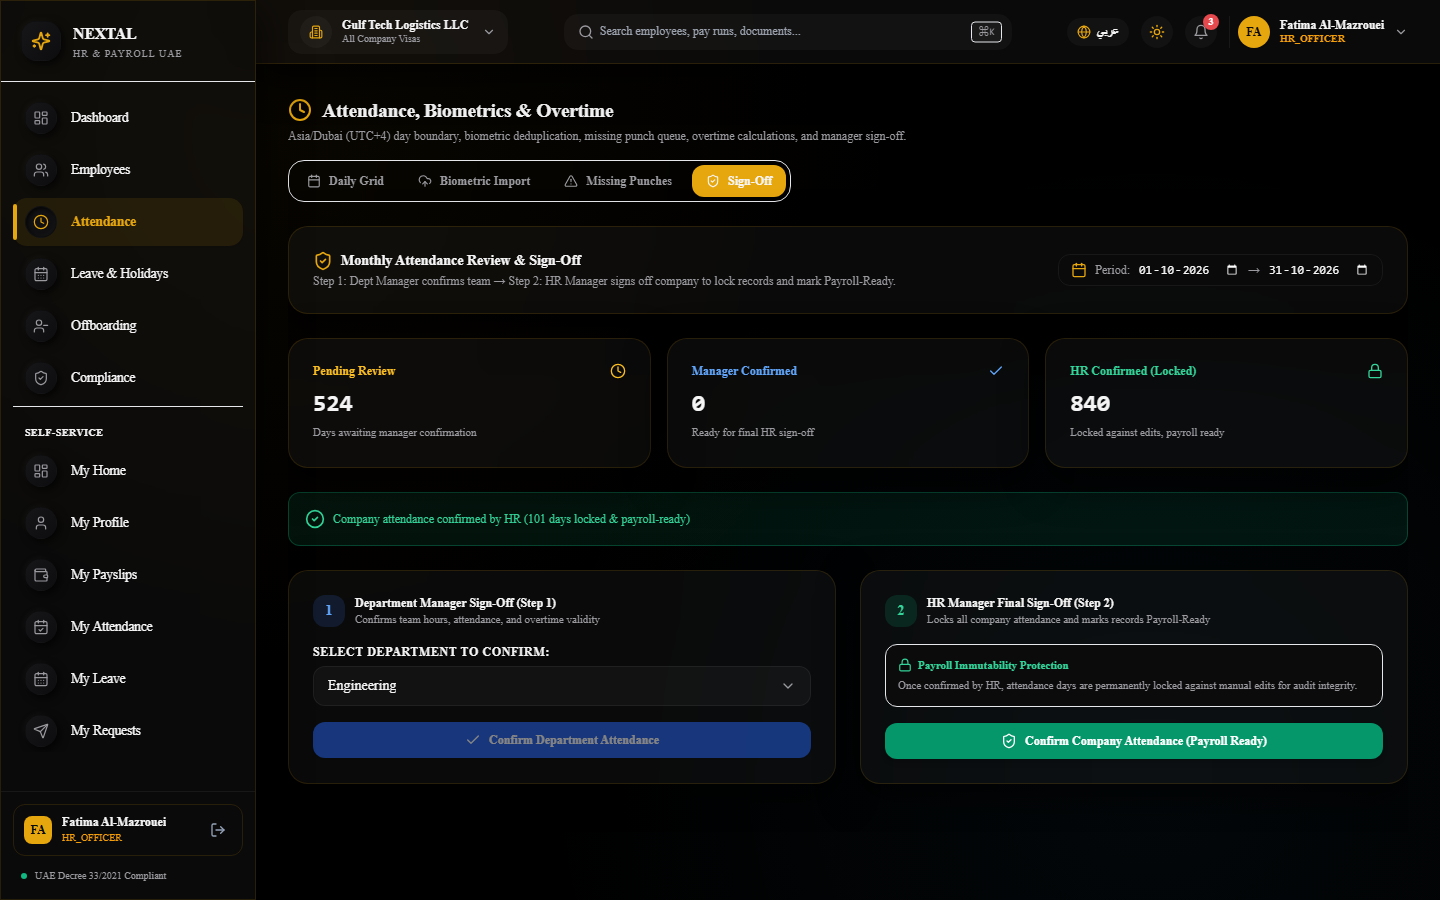 NEXTAL
HR & PAYROLL UAE
Gulf Tech Logistics LLC
All Company Visas
Search employees, pay runs, documents...
⌘K
عربي
3
FA
Fatima Al-Mazrouei
HR_OFFICER
Dashboard
Employees
Attendance
Leave & Holidays
Offboarding
Compliance
SELF-SERVICE
My Home
My Profile
My Payslips
My Attendance
My Leave
My Requests
FA
Fatima Al-Mazrouei
HR_OFFICER
UAE Decree 33/2021 Compliant
Attendance, Biometrics & Overtime
Asia/Dubai (UTC+4) day boundary, biometric deduplication, missing punch queue, overtime calculations, and manager sign-off.
Daily Grid
Biometric Import
Missing Punches
Sign-Off
Monthly Attendance Review & Sign-Off
Step 1: Dept Manager confirms team → Step 2: HR Manager signs off company to lock records and mark Payroll-Ready.
Period: 01-10-2026 → 31-10-2026
Pending Review
524
Days awaiting manager confirmation
Manager Confirmed
0
Ready for final HR sign-off
HR Confirmed (Locked)
840
Locked against edits, payroll ready
Company attendance confirmed by HR (101 days locked & payroll-ready)
1
Department Manager Sign-Off (Step 1)
Confirms team hours, attendance, and overtime validity
SELECT DEPARTMENT TO CONFIRM:
Engineering
Confirm Department Attendance
2
HR Manager Final Sign-Off (Step 2)
Locks all company attendance and marks records Payroll-Ready
Payroll Immutability Protection
Once confirmed by HR, attendance days are permanently locked against manual edits for audit integrity.
Confirm Company Attendance (Payroll Ready)